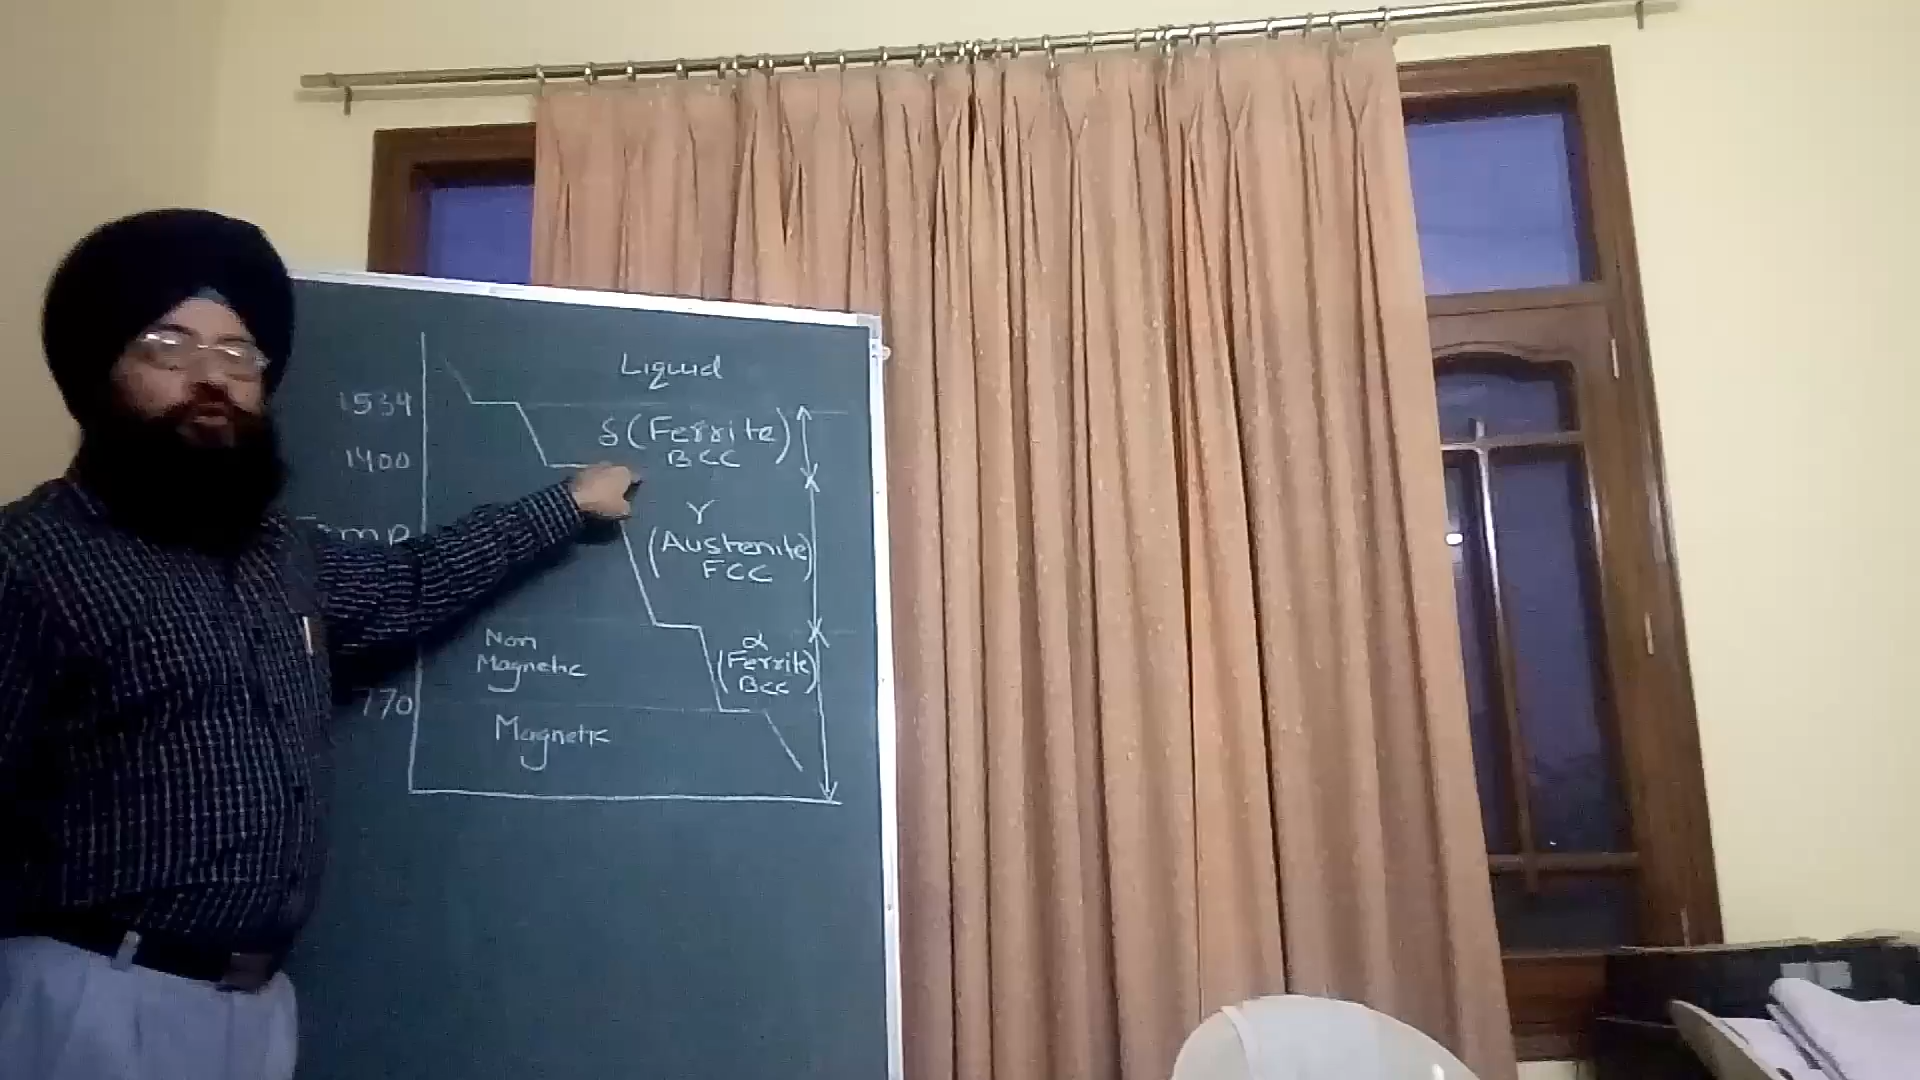 Liquid
1534
δ (Ferrite)
BCC
1400
γ
(Austenite)
FCC
Non
Magnetic
α
(Ferrite)
BCC
770
Magnetic